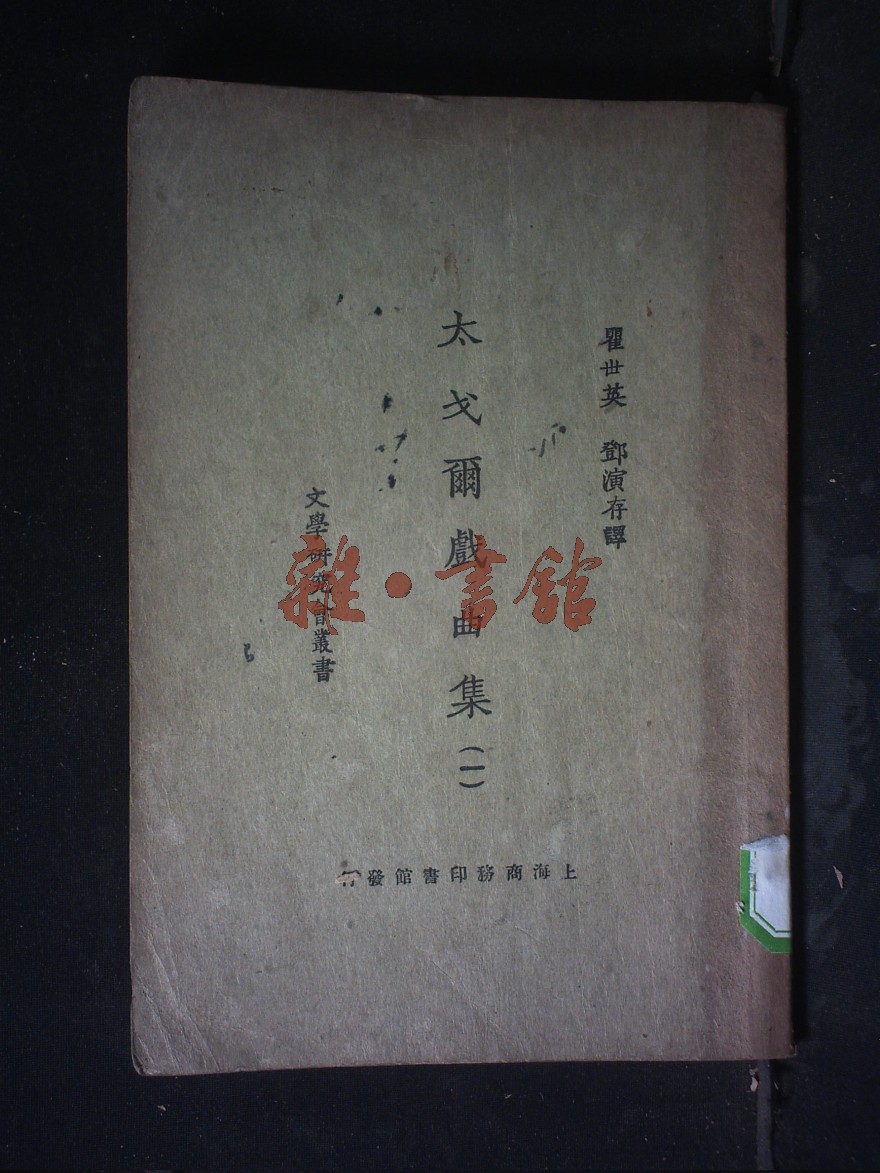 瞿世英 鄧演存譯
太戈爾戲曲集(一)
文學研究會叢書
上海商務印書館發行
雜·書館